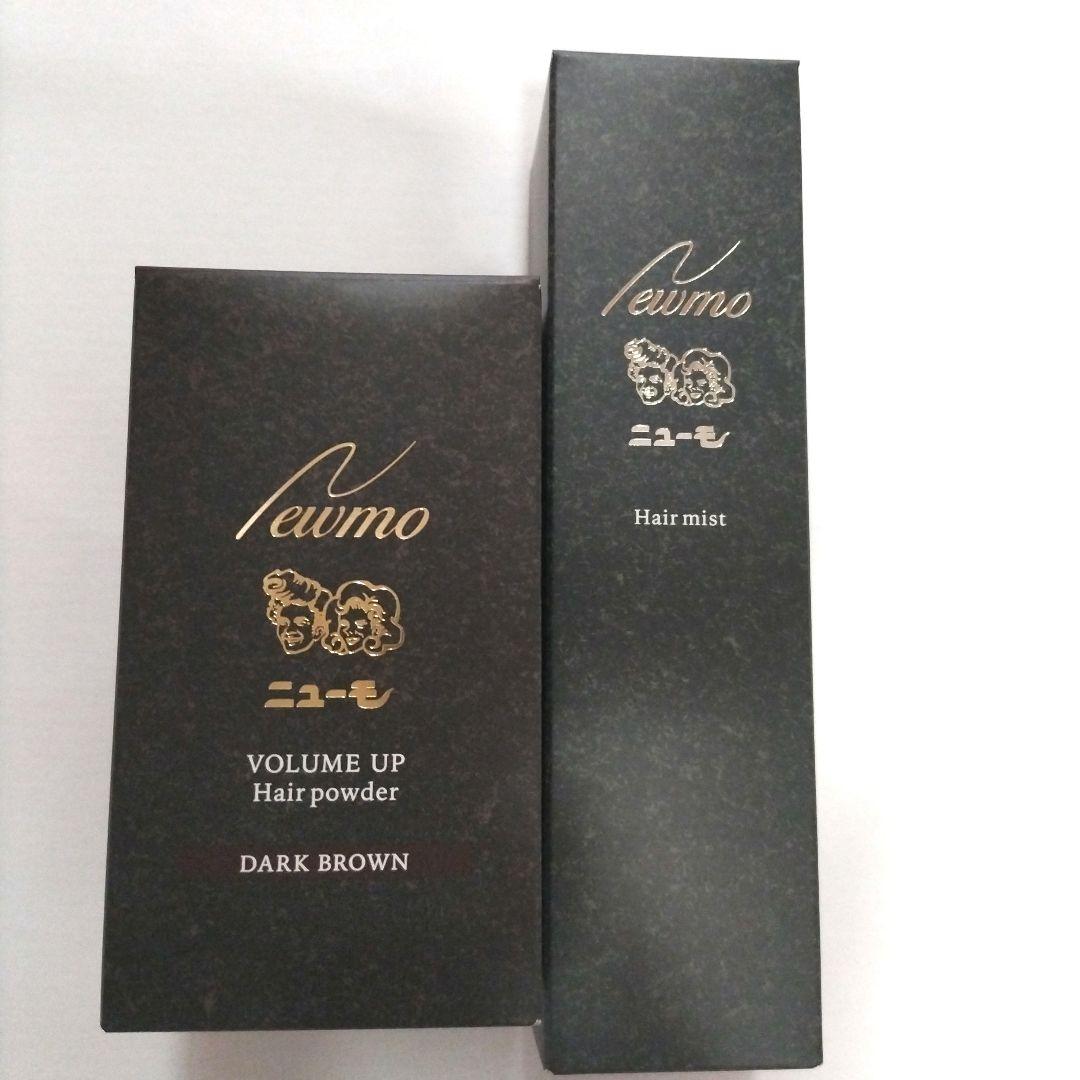 Newmo
ニューモ
VOLUME UP
Hair powder
DARK BROWN
Newmo
ニューモ
Hair mist